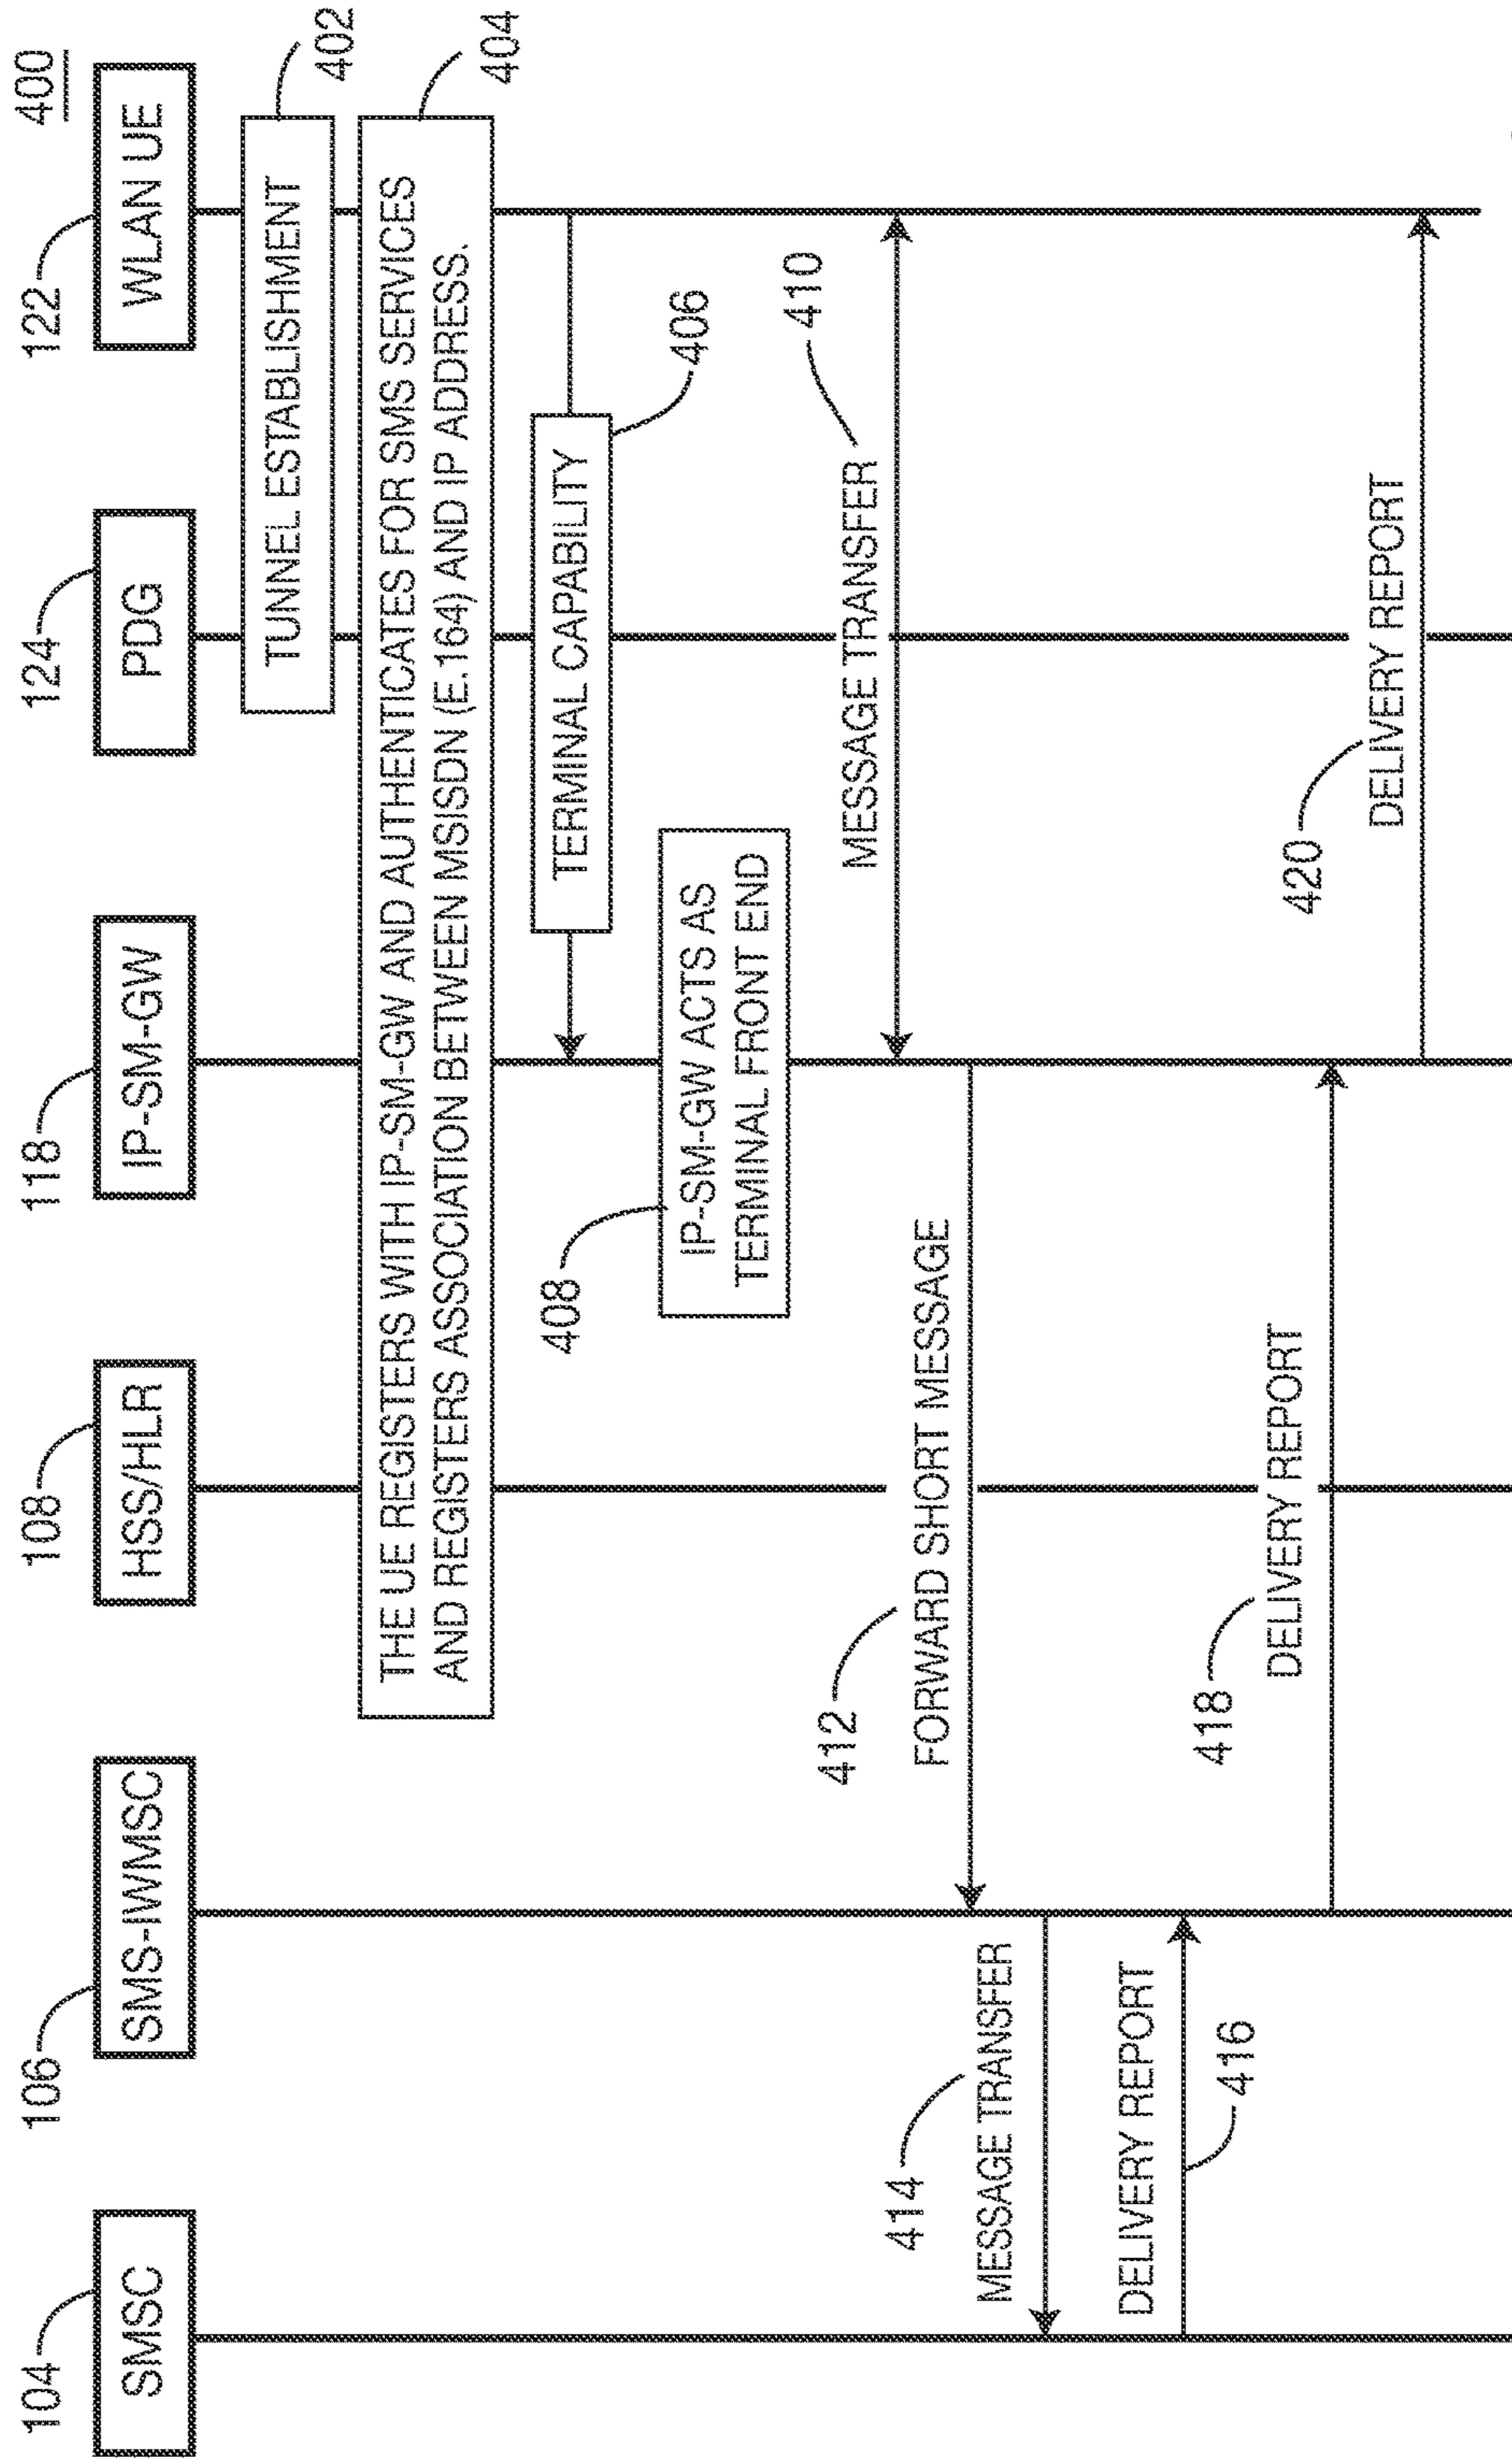 400
104
106
108
118
124
122
SMSC
SMS-IWMSC
HSS/HLR
IP-SM-GW
PDG
WLAN UE
TUNNEL ESTABLISHMENT
402
THE UE REGISTERS WITH IP-SM-GW AND AUTHENTICATES FOR SMS SERVICES
AND REGISTERS ASSOCIATION BETWEEN MSISDN (E.164) AND IP ADDRESS.
404
TERMINAL CAPABILITY
406
408
IP-SM-GW ACTS AS
TERMINAL FRONT END
410
MESSAGE TRANSFER
412
FORWARD SHORT MESSAGE
414
MESSAGE TRANSFER
DELIVERY REPORT
416
418
DELIVERY REPORT
420
DELIVERY REPORT